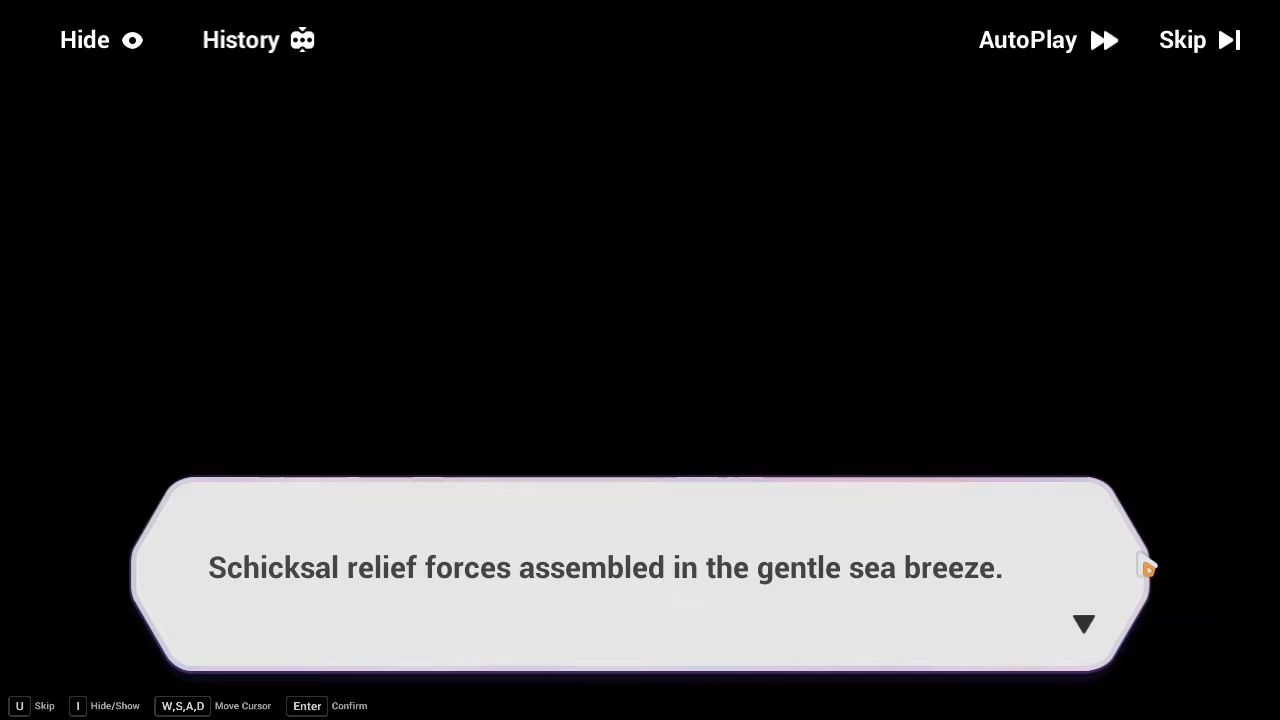 Hide
History
AutoPlay
Skip
Schicksal relief forces assembled in the gentle sea breeze.
U Skip I Hide/Show W,S,A,D Move Cursor Enter Confirm